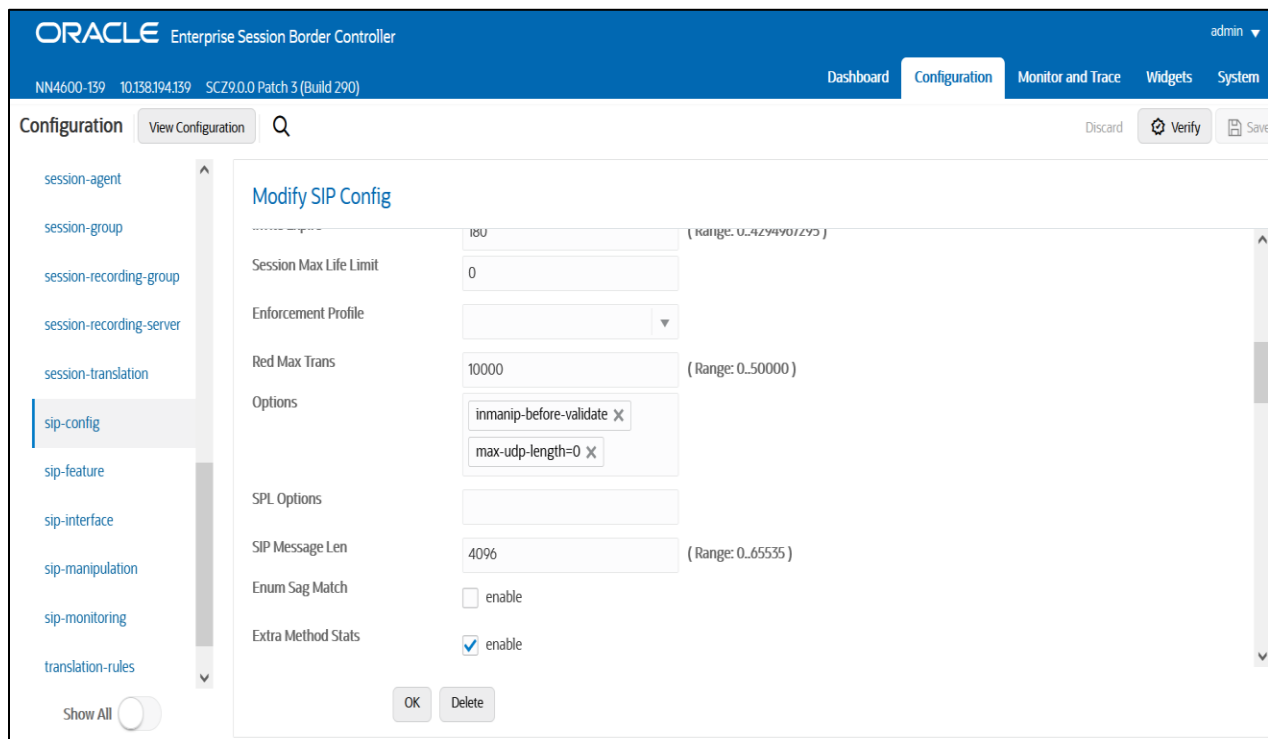 ORACLE Enterprise Session Border Controller
admin
NN4600-139 10.138.194.139 SCZ9.0.0 Patch 3 (Build 290)
Dashboard Configuration Monitor and Trace Widgets System
Configuration View Configuration
Discard Verify Save
session-agent
session-group
session-recording-group
session-recording-server
session-translation
sip-config
sip-feature
sip-interface
sip-manipulation
sip-monitoring
translation-rules
Show All
Modify SIP Config
180 ( Range: 0..4294967295 )
Session Max Life Limit 0
Enforcement Profile
Red Max Trans 10000 ( Range: 0..50000 )
Options inmanip-before-validate
max-udp-length=0
SPL Options
SIP Message Len 4096 ( Range: 0..65535 )
Enum Sag Match enable
Extra Method Stats enable
OK Delete